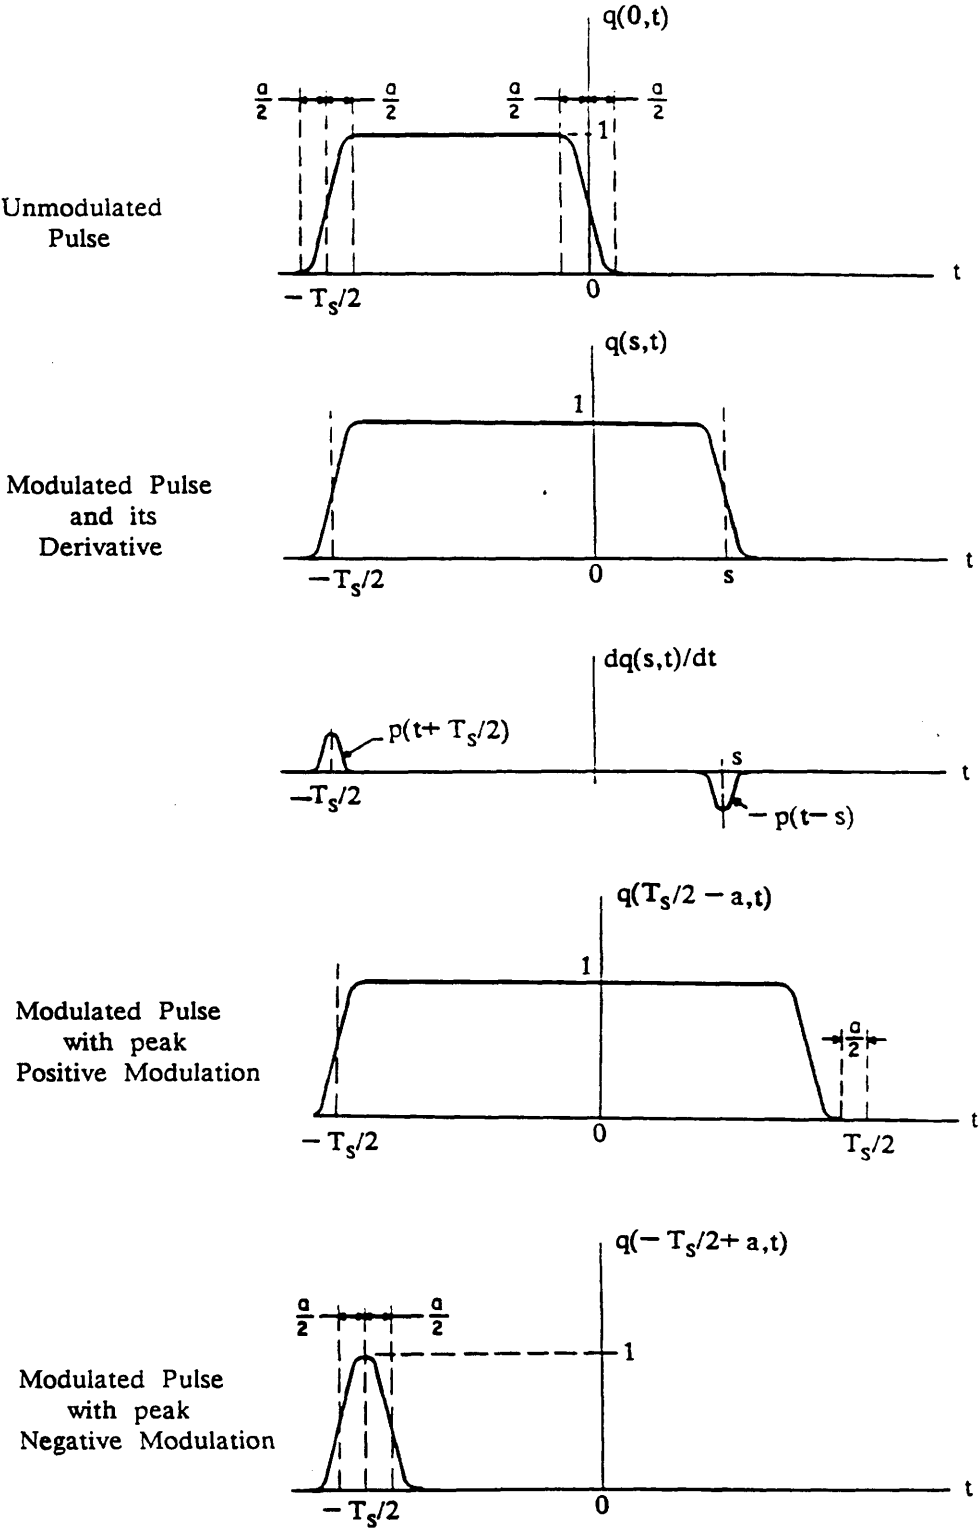 q(0,t)
a/2 a/2 a/2 a/2
1
Unmodulated
Pulse
t
− T_s/2 0
q(s,t)
1
Modulated Pulse
and its
Derivative
t
−T_s/2 0 s
dq(s,t)/dt
p(t+ T_s/2)
s
t
−T_s/2
− p(t− s)
q(T_s/2 − a,t)
1
Modulated Pulse
with peak
Positive Modulation
a/2
t
− T_s/2 0 T_s/2
q(− T_s/2+ a,t)
a/2 a/2
1
Modulated Pulse
with peak
Negative Modulation
t
− T_s/2 0